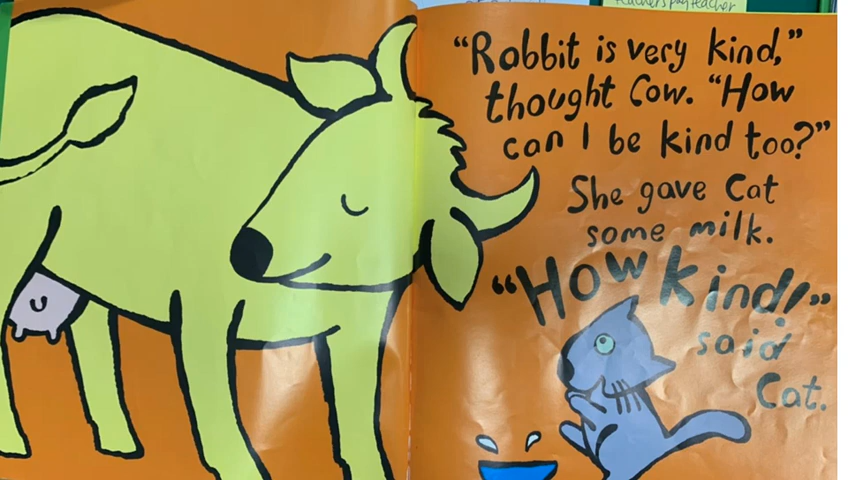 teacherspayteacher
“Rabbit is very kind,”
thought Cow. “How
can I be kind too?”
She gave Cat
some milk.
“How kind!”
said
Cat.